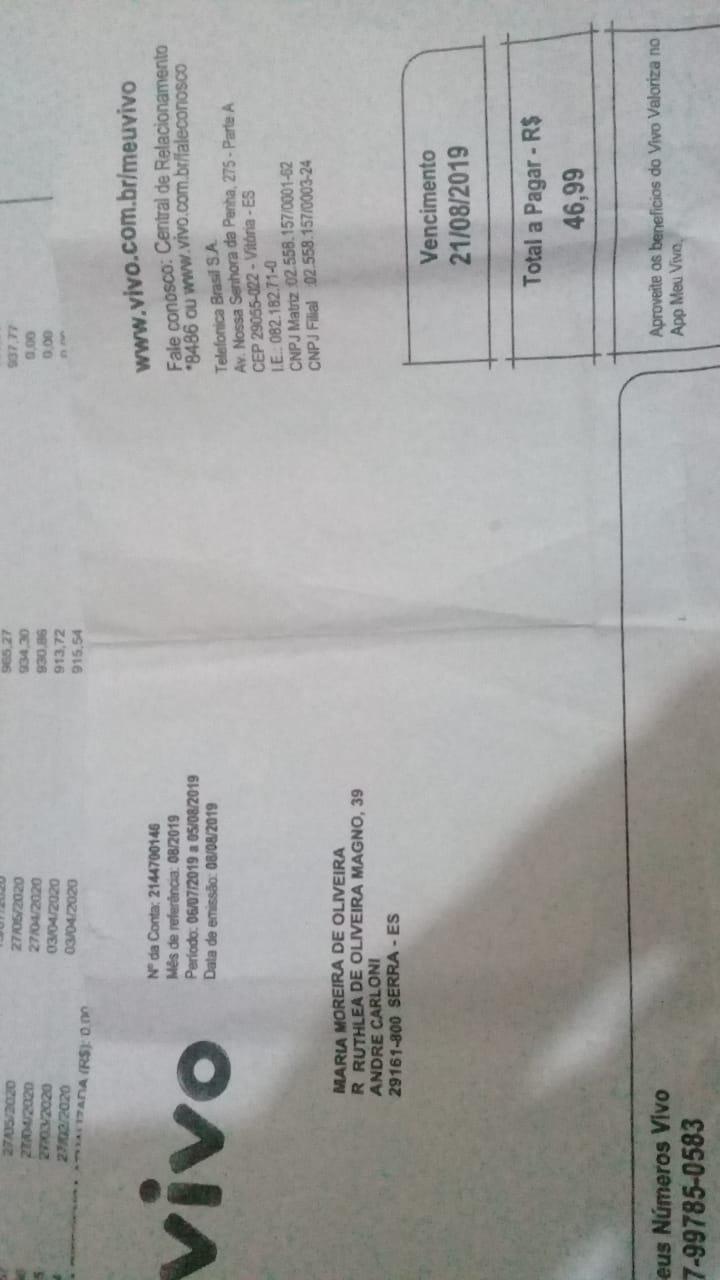 27/05/2020
27/05/2020
965,27
937,77
27/04/2020
27/04/2020
934,30
0,00
27/03/2020
03/04/2020
930,86
0,00
27/02/2020
03/04/2020
913,72
915,54
(R$): 0,00
vivo
Nº da Conta: 2144700146
Mês de referência: 08/2019
Período: 06/07/2019 a 05/08/2019
Data de emissão: 08/08/2019
www.vivo.com.br/meuvivo
Fale conosco: Central de Relacionamento
*8486 ou www.vivo.com.br/faleconosco
Telefonica Brasil S.A.
Av. Nossa Senhora da Penha, 275 - Parte A
CEP 29055-022 - Vitória - ES
I.E.: 082.182.71-0
CNPJ Matriz :02.558.157/0001-62
CNPJ Filial :02.558.157/0003-24
MARIA MOREIRA DE OLIVEIRA
R RUTHLEA DE OLIVEIRA MAGNO, 39
ANDRE CARLONI
29161-800 SERRA - ES
Vencimento
21/08/2019
Total a Pagar - R$
46,99
Aproveite os benefícios do Vivo Valoriza no
App Meu Vivo.
eus Números Vivo
7-99785-0583